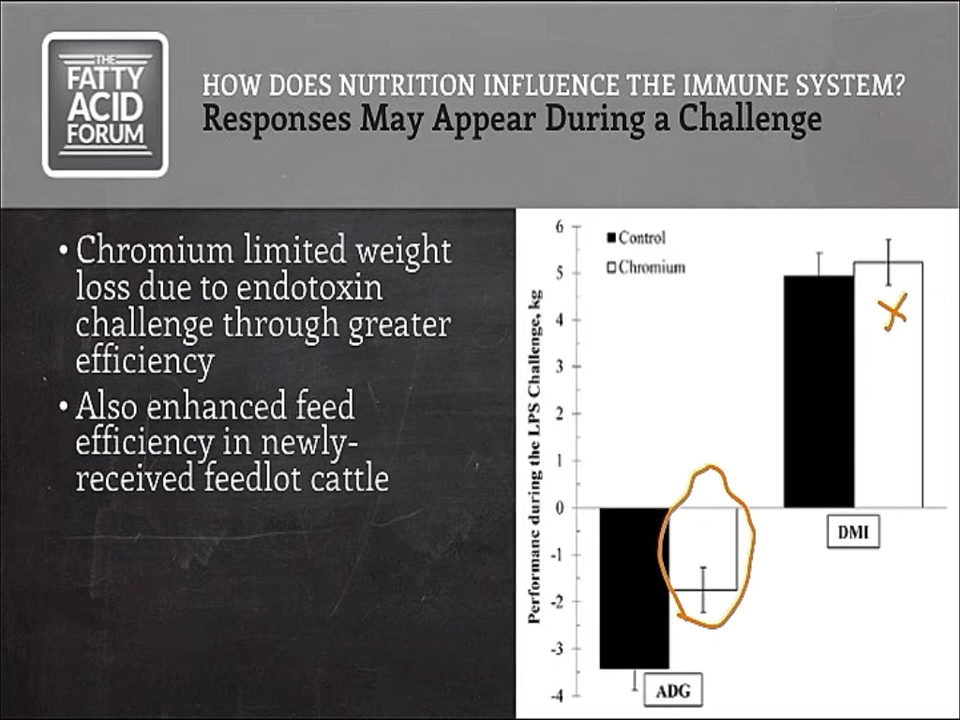 THE
FATTY
ACID
FORUM
HOW DOES NUTRITION INFLUENCE THE IMMUNE SYSTEM?
Responses May Appear During a Challenge
• Chromium limited weight
loss due to endotoxin
challenge through greater
efficiency
• Also enhanced feed
efficiency in newly-
received feedlot cattle
Performanc during the LPS Challenge, kg
6
5
4
3
2
1
0
-1
-2
-3
-4
Control
Chromium
DMI
ADG